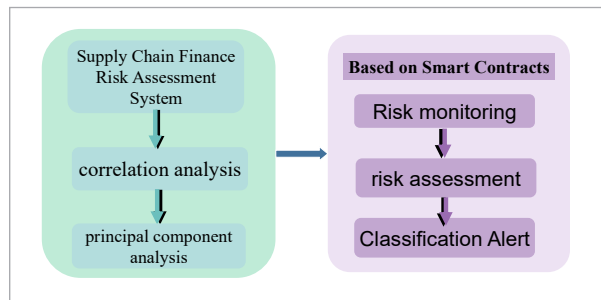 Supply Chain Finance
Risk Assessment
System
correlation analysis
principal component
analysis
Based on Smart Contracts
Risk monitoring
risk assessment
Classification Alert